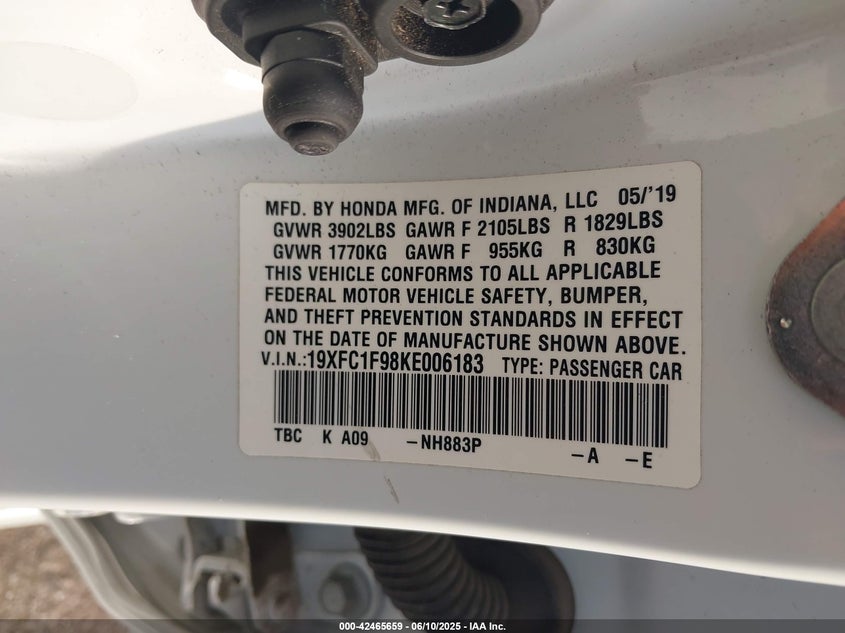 MFD. BY HONDA MFG. OF INDIANA, LLC 05/'19
GVWR 3902LBS GAWR F 2105LBS R 1829LBS
GVWR 1770KG GAWR F 955KG R 830KG
THIS VEHICLE CONFORMS TO ALL APPLICABLE
FEDERAL MOTOR VEHICLE SAFETY, BUMPER,
AND THEFT PREVENTION STANDARDS IN EFFECT
ON THE DATE OF MANUFACTURE SHOWN ABOVE.
V.I.N.:19XFC1F98KE006183 TYPE: PASSENGER CAR
TBC K A09 -NH883P -A -E
000-42465659 - 06/10/2025 - IAA Inc.